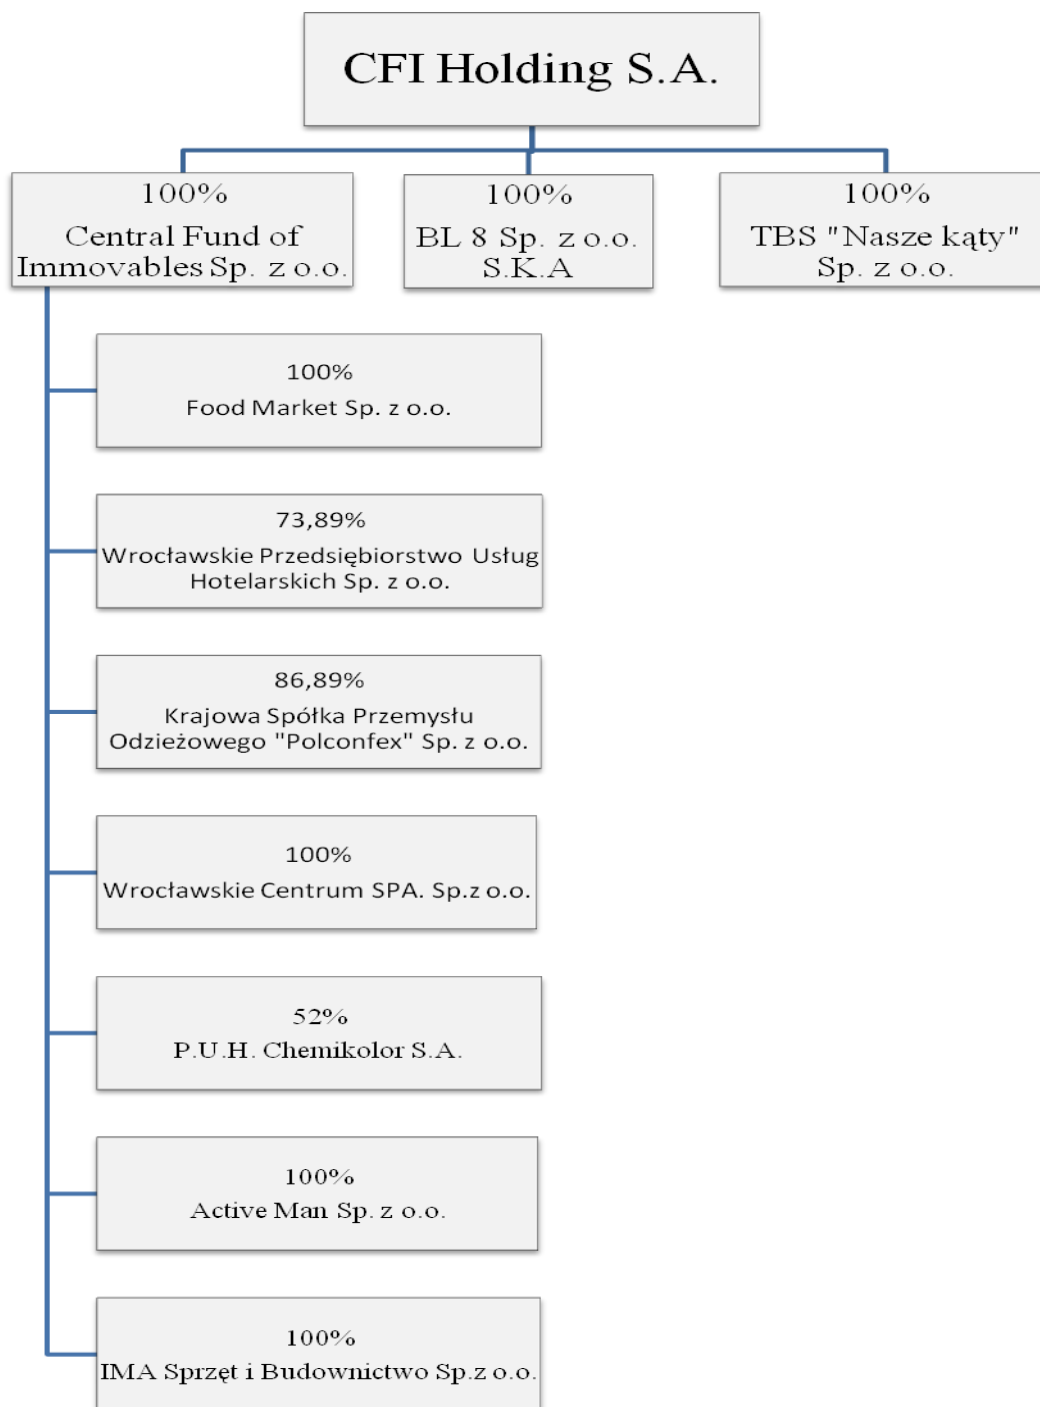 CFI Holding S.A.
100%
Central Fund of
Immovables Sp. z o.o.
100%
BL 8 Sp. z o.o.
S.K.A
100%
TBS "Nasze kąty"
Sp. z o.o.
100%
Food Market Sp. z o.o.
73,89%
Wrocławskie Przedsiębiorstwo Usług
Hotelarskich Sp. z o.o.
86,89%
Krajowa Spółka Przemysłu
Odzieżowego "Polconfex" Sp. z o.o.
100%
Wrocławskie Centrum SPA. Sp.z o.o.
52%
P.U.H. Chemikolor S.A.
100%
Active Man Sp. z o.o.
100%
IMA Sprzęt i Budownictwo Sp.z o.o.